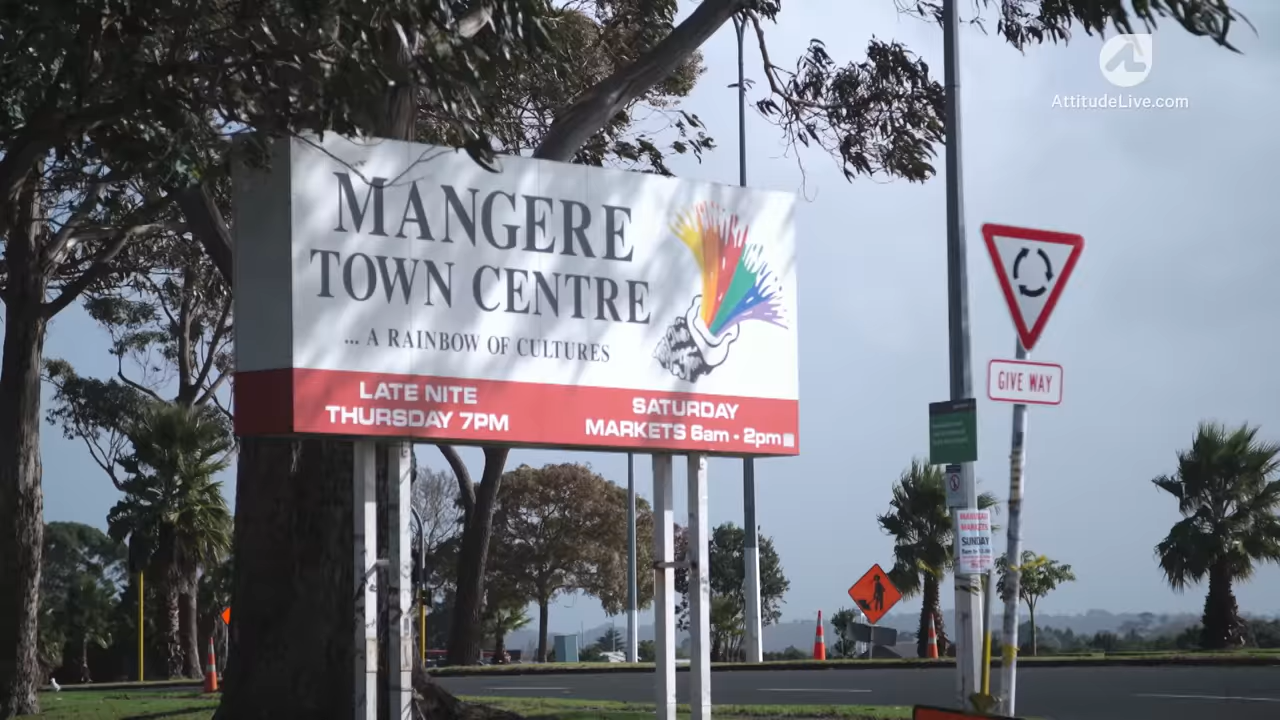 AttitudeLive.com
MANGERE
TOWN CENTRE
... A RAINBOW OF CULTURES
LATE NITE
THURSDAY 7PM
SATURDAY
MARKETS 6am - 2pm
GIVE WAY
MARKETS
SUNDAY